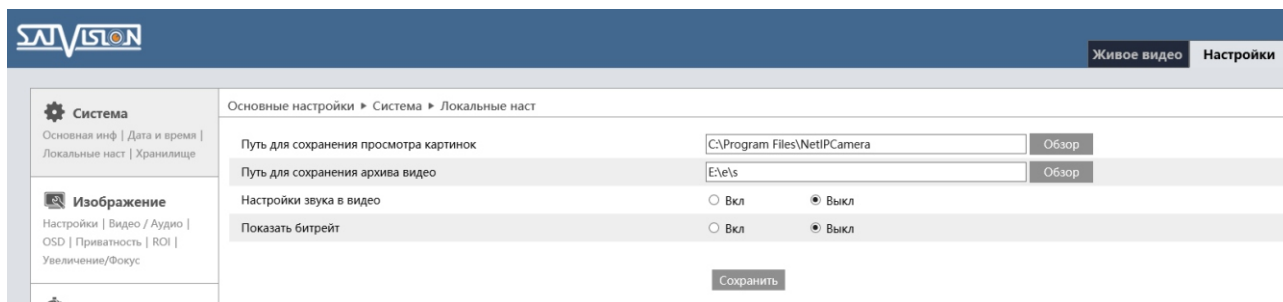 SATVISION
Живое видео Настройки
Система
Основная инф | Дата и время |
Локальные наст | Хранилище
Изображение
Настройки | Видео / Аудио |
OSD | Приватность | ROI |
Увеличение/Фокус
Основные настройки ▸ Система ▸ Локальные наст
Путь для сохранения просмотра картинок C:\Program Files\NetIPCamera Обзор
Путь для сохранения архива видео E:\e\s Обзор
Настройки звука в видео Вкл Выкл
Показать битрейт Вкл Выкл
Сохранить